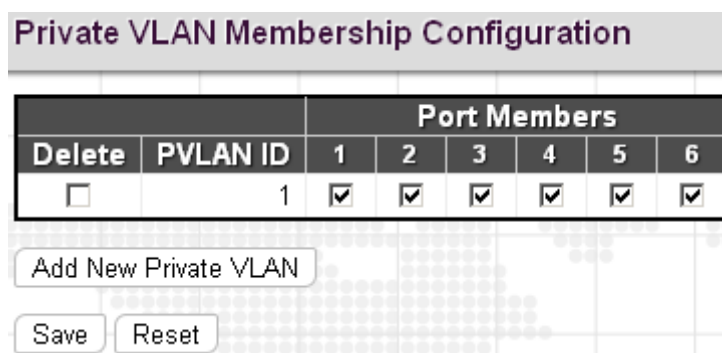 Private VLAN Membership Configuration
Port Members
Delete PVLAN ID 1 2 3 4 5 6
1
Add New Private VLAN
Save Reset